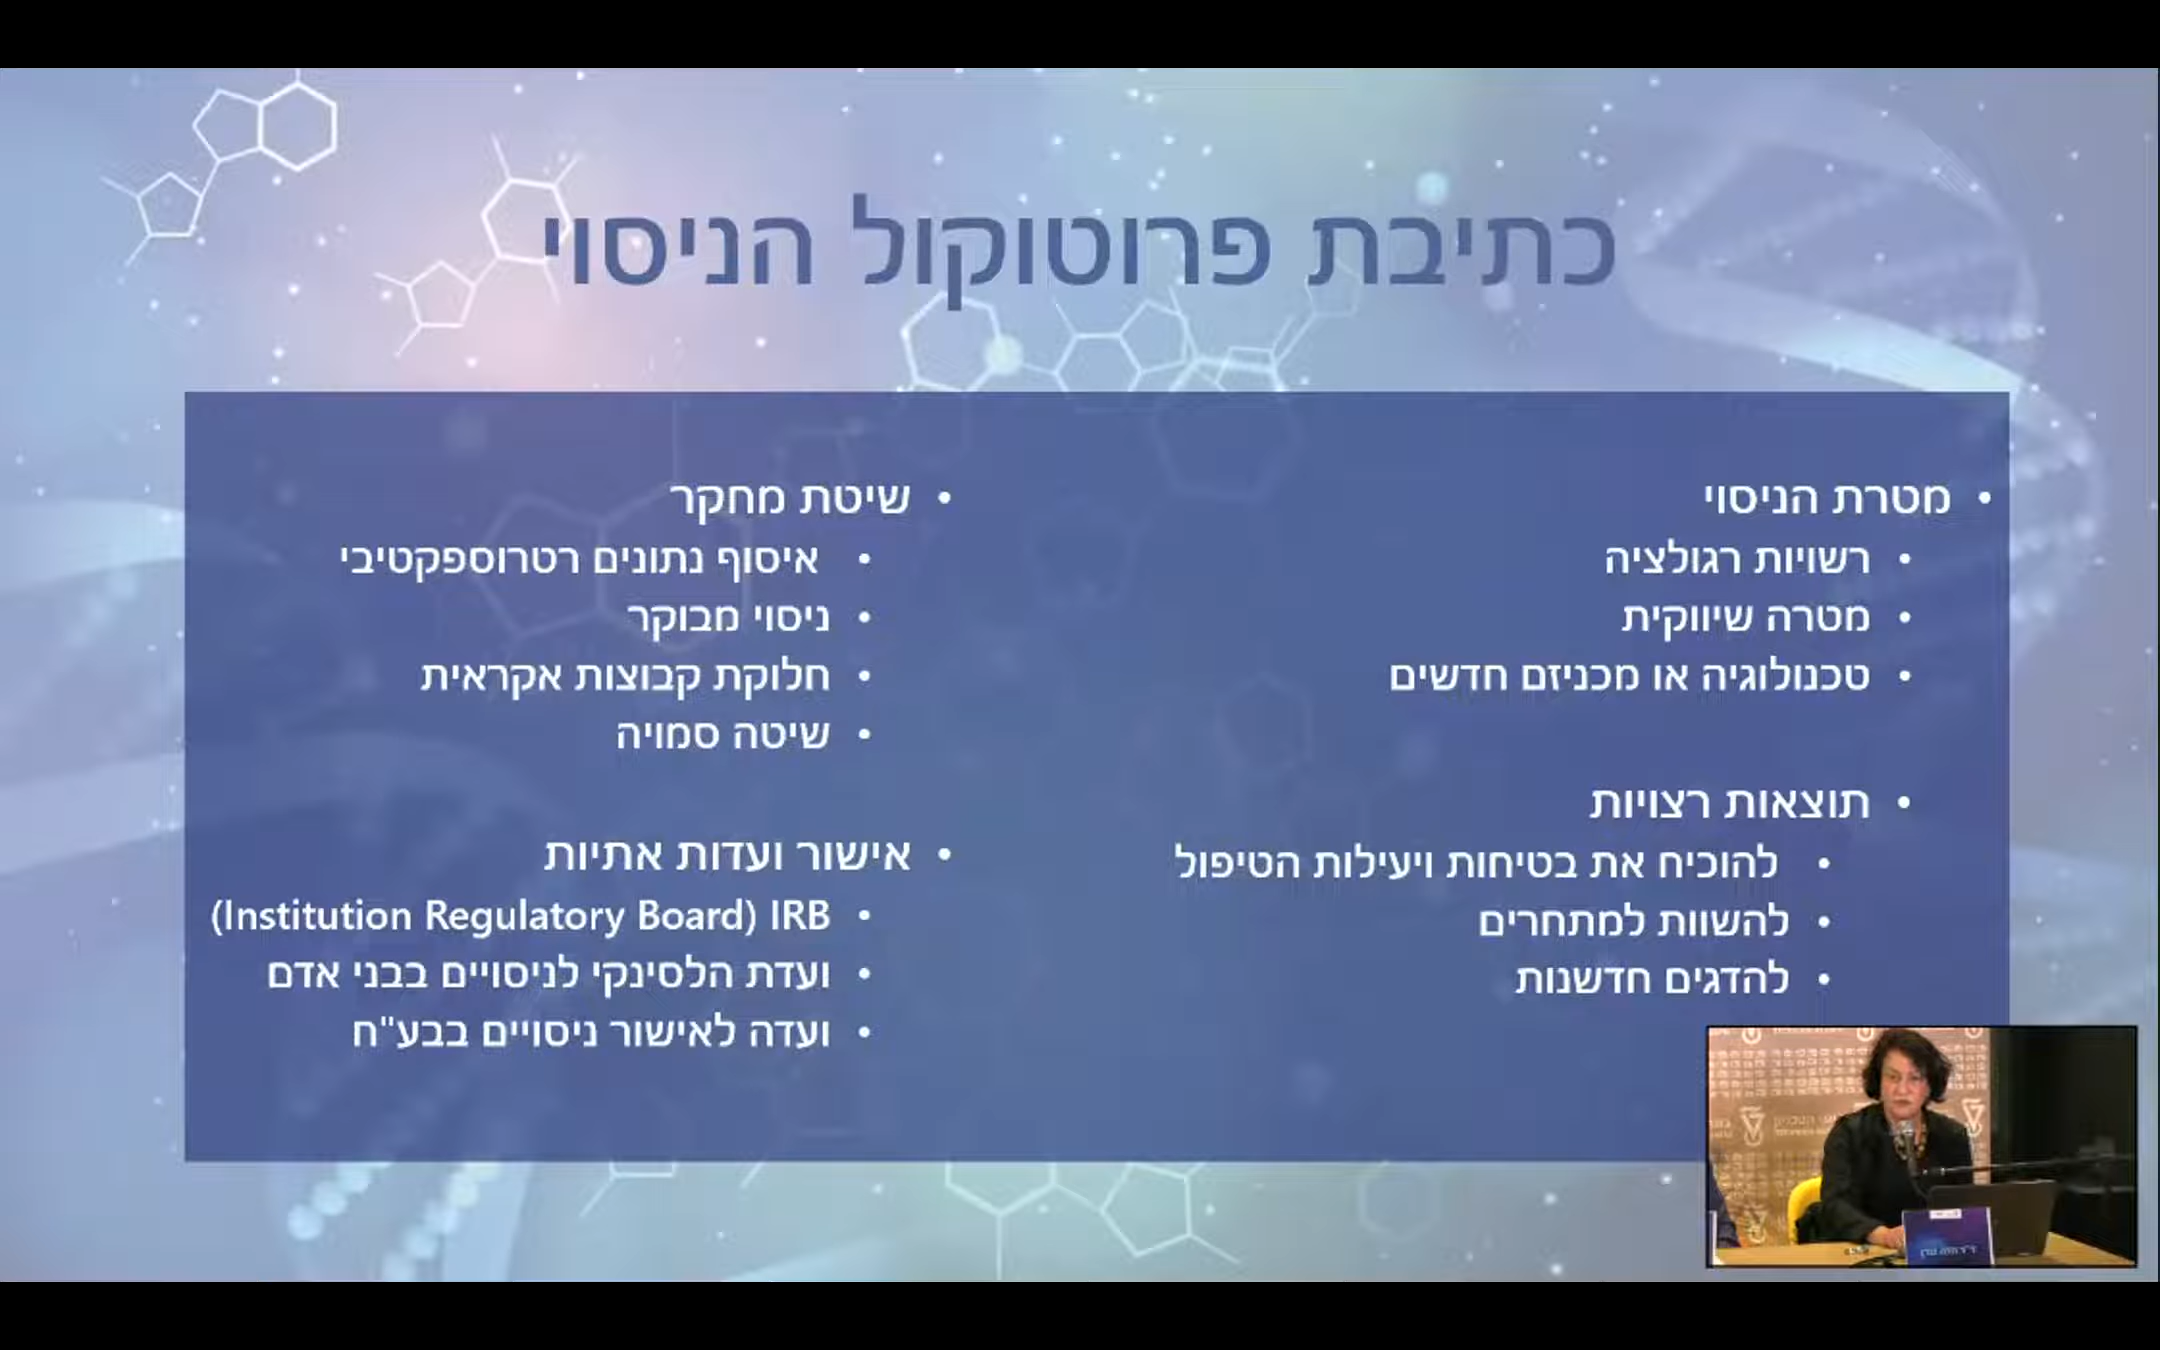 כתיבת פרוטוקול הניסוי
• מטרת הניסוי
• רשויות רגולציה
• מטרה שיווקית
• טכנולוגיה או מכניזם חדשים
• תוצאות רצויות
• להוכיח את בטיחות ויעילות הטיפול
• להשוות למתחרים
• להדגים חדשנות
• שיטת מחקר
• איסוף נתונים רטרוספקטיבי
• ניסוי מבוקר
• חלוקת קבוצות אקראית
• שיטה סמויה
• אישור ועדות אתיות
• IRB (Institution Regulatory Board)
• ועדת הלסינקי לניסויים בבני אדם
• ועדה לאישור ניסויים בבע"ח